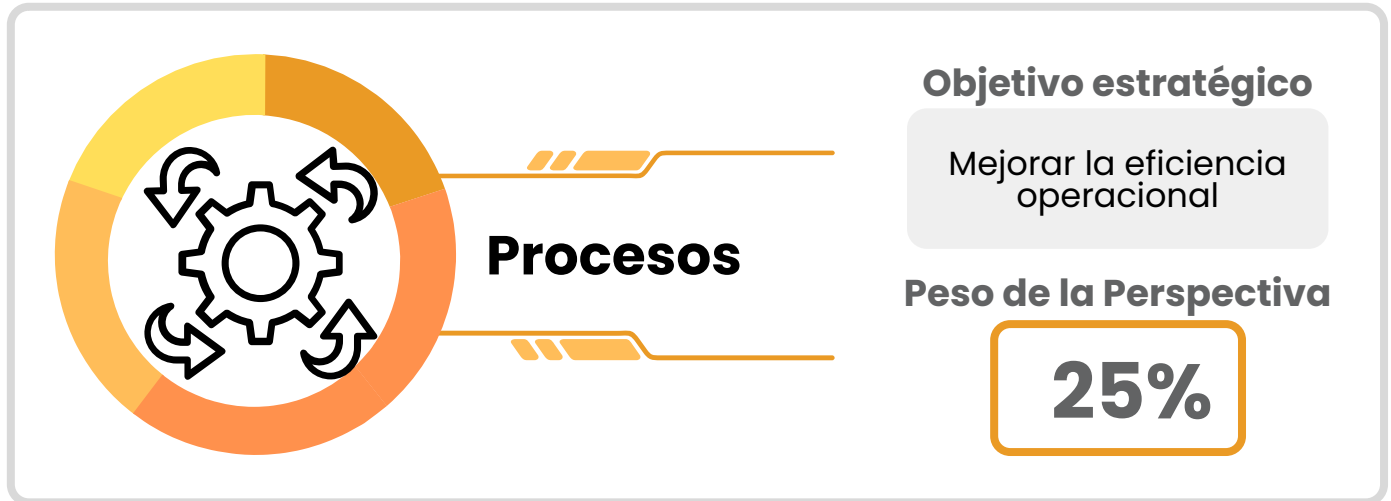 Objetivo estratégico
Mejorar la eficiencia
operacional
Procesos
Peso de la Perspectiva
25%